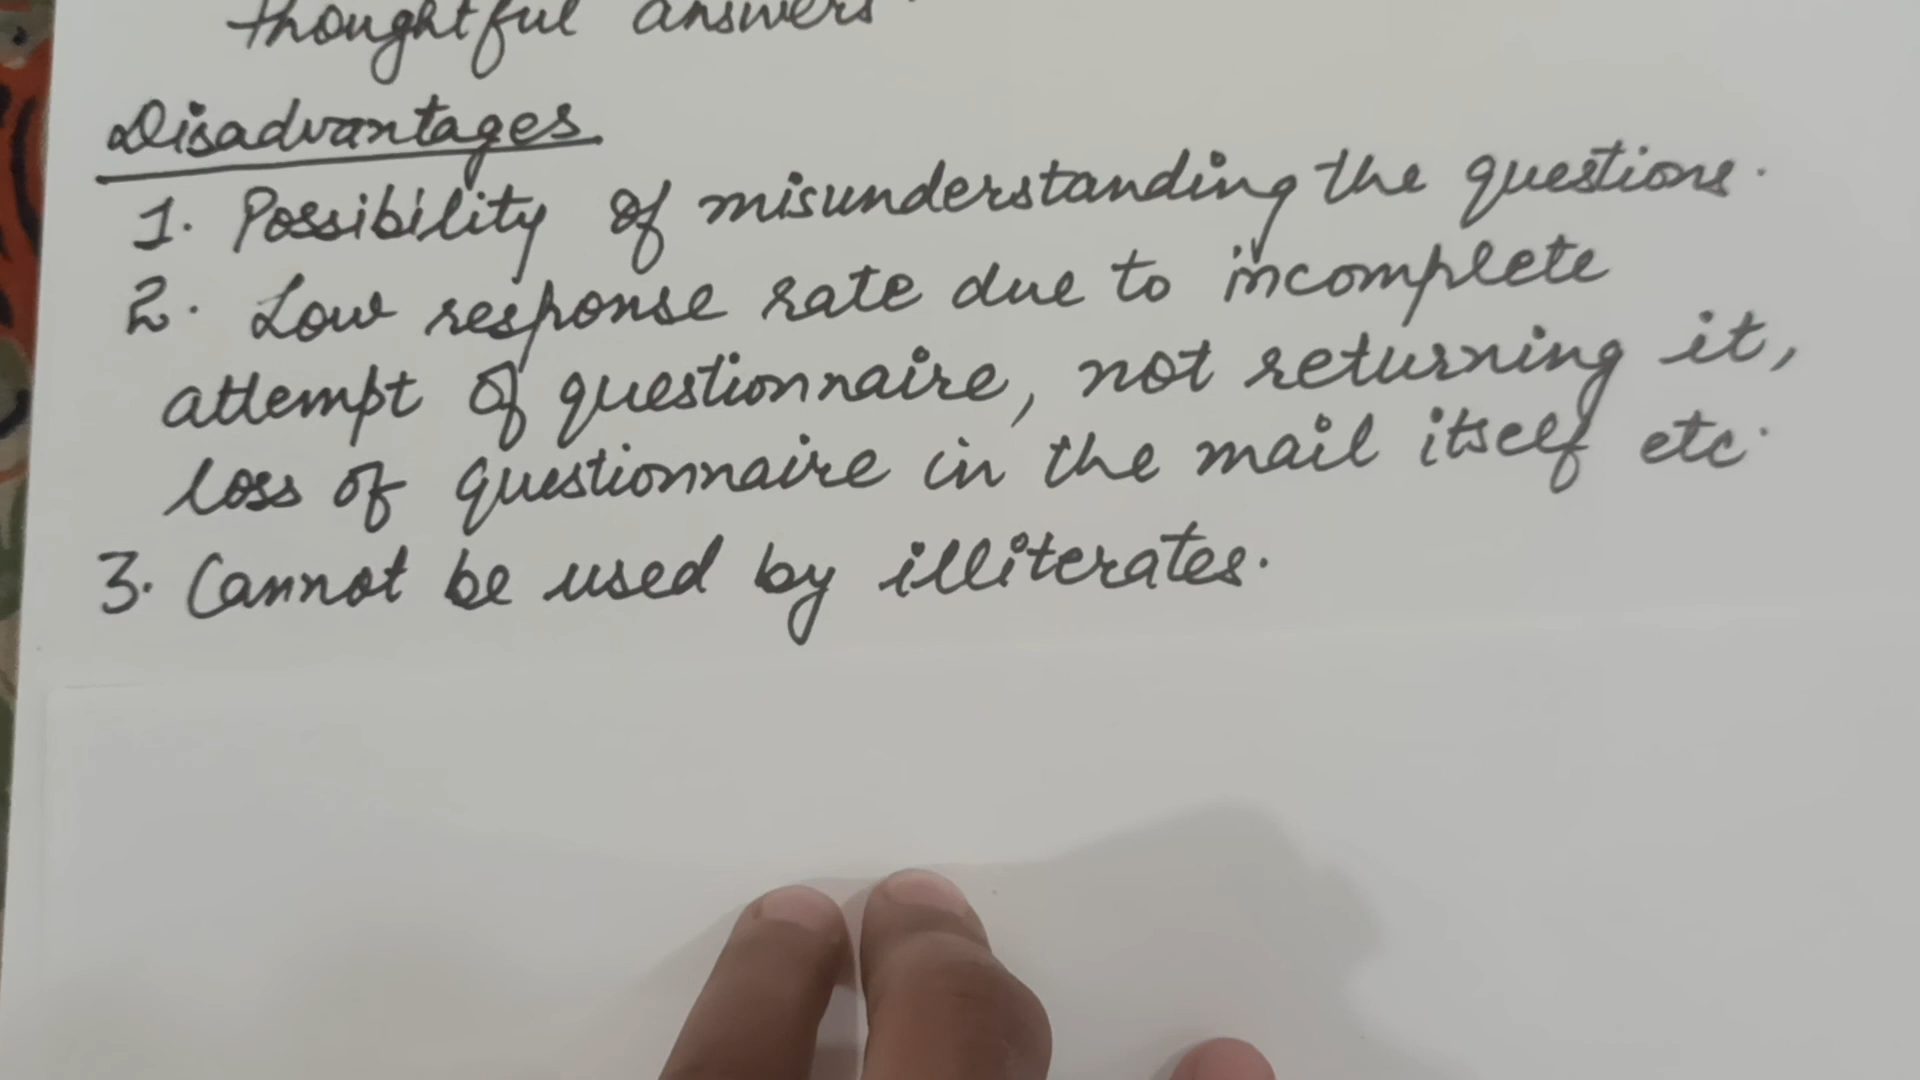 thoughtful answers.
Disadvantages.
1. Possibility of misunderstanding the questions.
2. Low response rate due to incomplete
attempt of questionnaire, not returning it,
loss of questionnaire in the mail itself etc.
3. Cannot be used by illiterates.